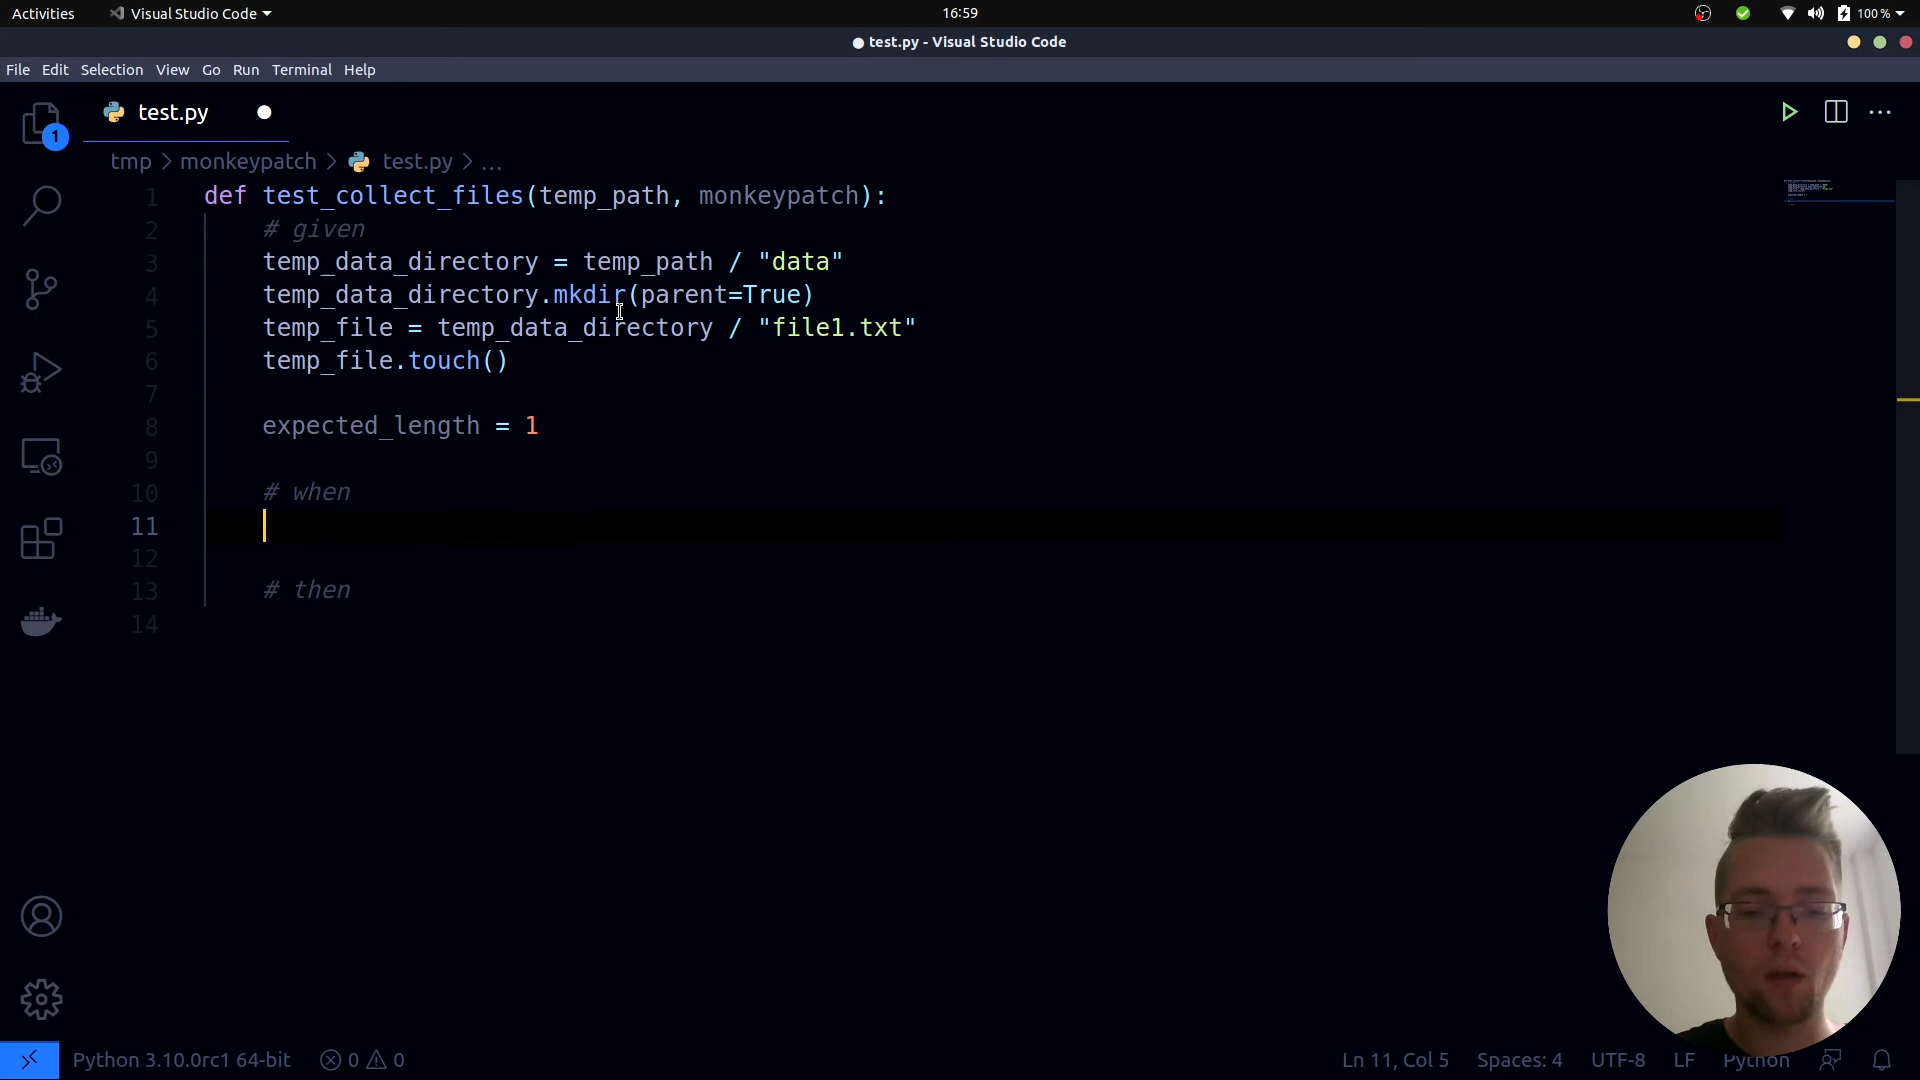 Activities Visual Studio Code 16:59 100 %
● test.py - Visual Studio Code
File Edit Selection View Go Run Terminal Help
test.py
1
tmp > monkeypatch > test.py > ...
1 def test_collect_files(temp_path, monkeypatch):
2 # given
3 temp_data_directory = temp_path / "data"
4 temp_data_directory.mkdir(parent=True)
5 temp_file = temp_data_directory / "file1.txt"
6 temp_file.touch()
7
8 expected_length = 1
9
10 # when
11
12
13 # then
14
Python 3.10.0rc1 64-bit 0 0 Ln 11, Col 5 Spaces: 4 UTF-8 LF Python